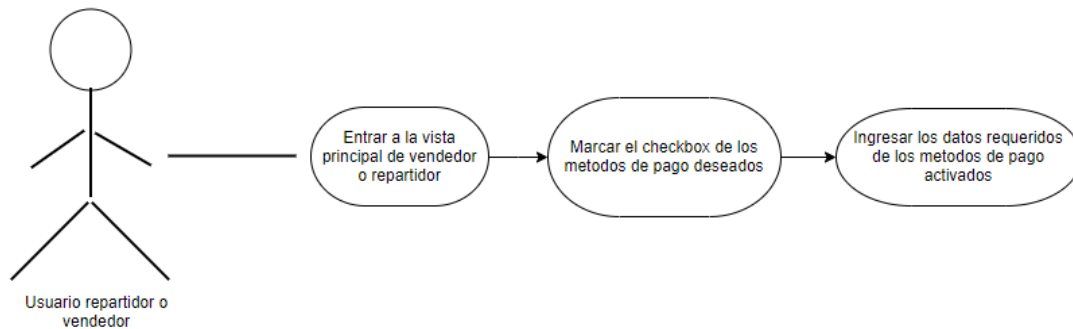 Entrar a la vista
principal de vendedor
o repartidor
Marcar el checkbox de los
metodos de pago deseados
Ingresar los datos requeridos
de los metodos de pago
activados
Usuario repartidor o
vendedor